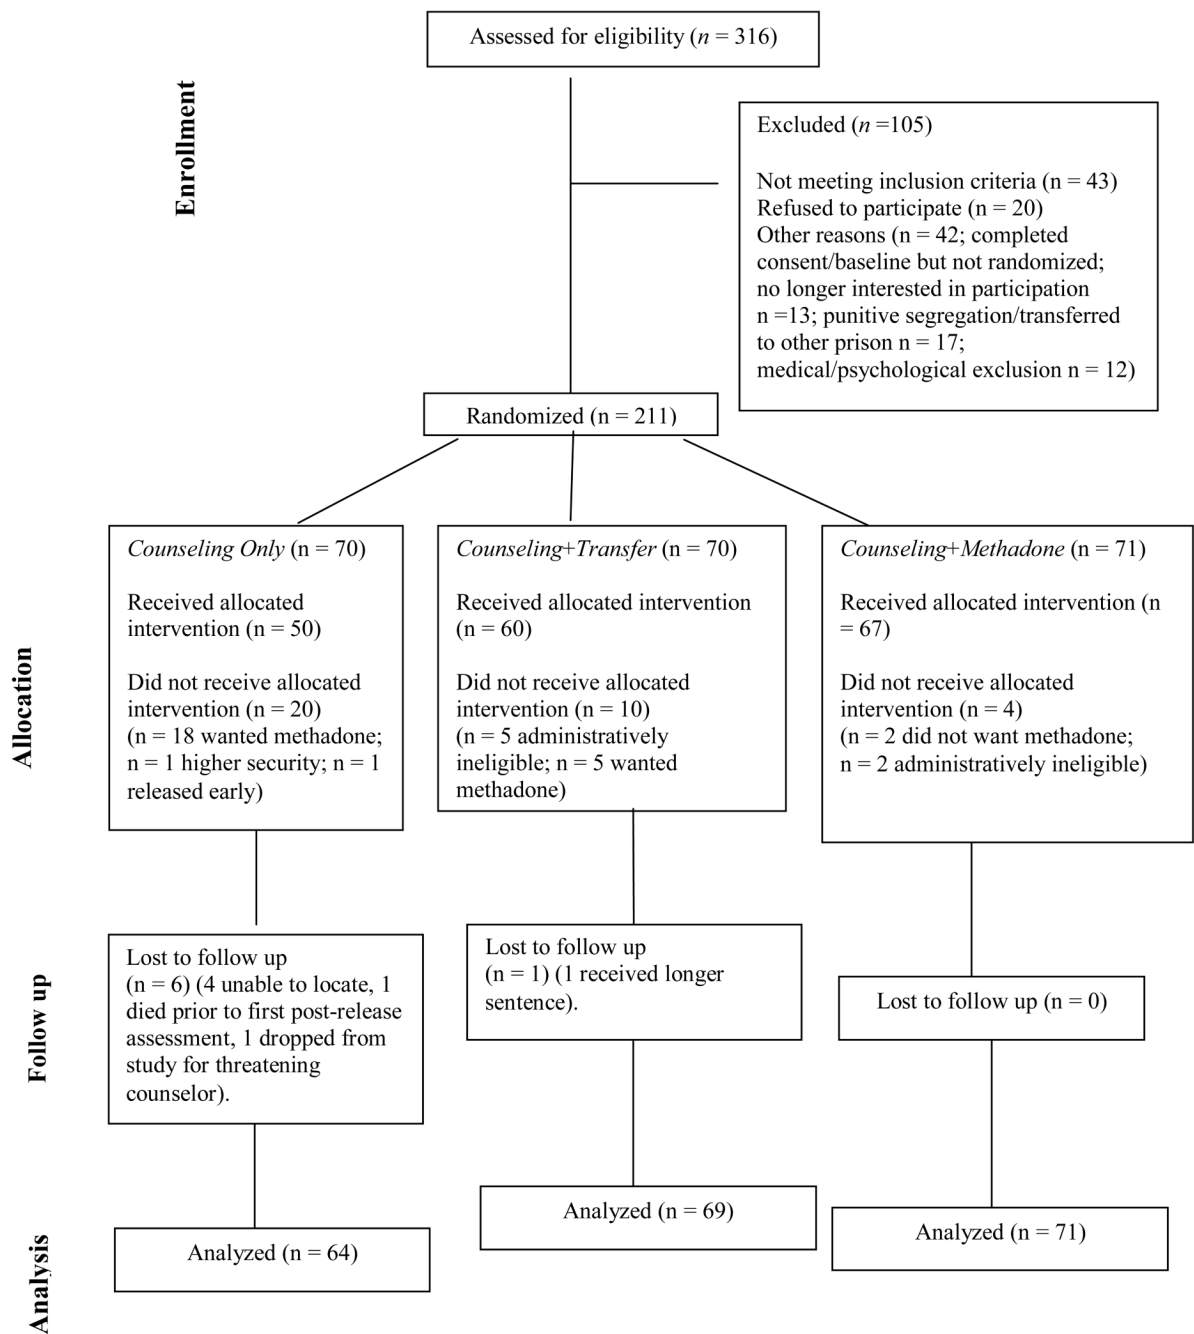 Assessed for eligibility (n = 316)
Enrollment
Excluded (n =105)
Not meeting inclusion criteria (n = 43)
Refused to participate (n = 20)
Other reasons (n = 42; completed
consent/baseline but not randomized;
no longer interested in participation
n =13; punitive segregation/transferred
to other prison n = 17;
medical/psychological exclusion n = 12)
Randomized (n = 211)
Allocation
Counseling Only (n = 70)
Received allocated
intervention (n = 50)
Did not receive allocated
intervention (n = 20)
(n = 18 wanted methadone;
n = 1 higher security; n = 1
released early)
Counseling+Transfer (n = 70)
Received allocated intervention
(n = 60)
Did not receive allocated
intervention (n = 10)
(n = 5 administratively
ineligible; n = 5 wanted
methadone)
Counseling+Methadone (n = 71)
Received allocated intervention (n
= 67)
Did not receive allocated
intervention (n = 4)
(n = 2 did not want methadone;
n = 2 administratively ineligible)
Follow up
Lost to follow up
(n = 6) (4 unable to locate, 1
died prior to first post-release
assessment, 1 dropped from
study for threatening
counselor).
Lost to follow up
(n = 1) (1 received longer
sentence).
Lost to follow up (n = 0)
Analysis
Analyzed (n = 64)
Analyzed (n = 69)
Analyzed (n = 71)